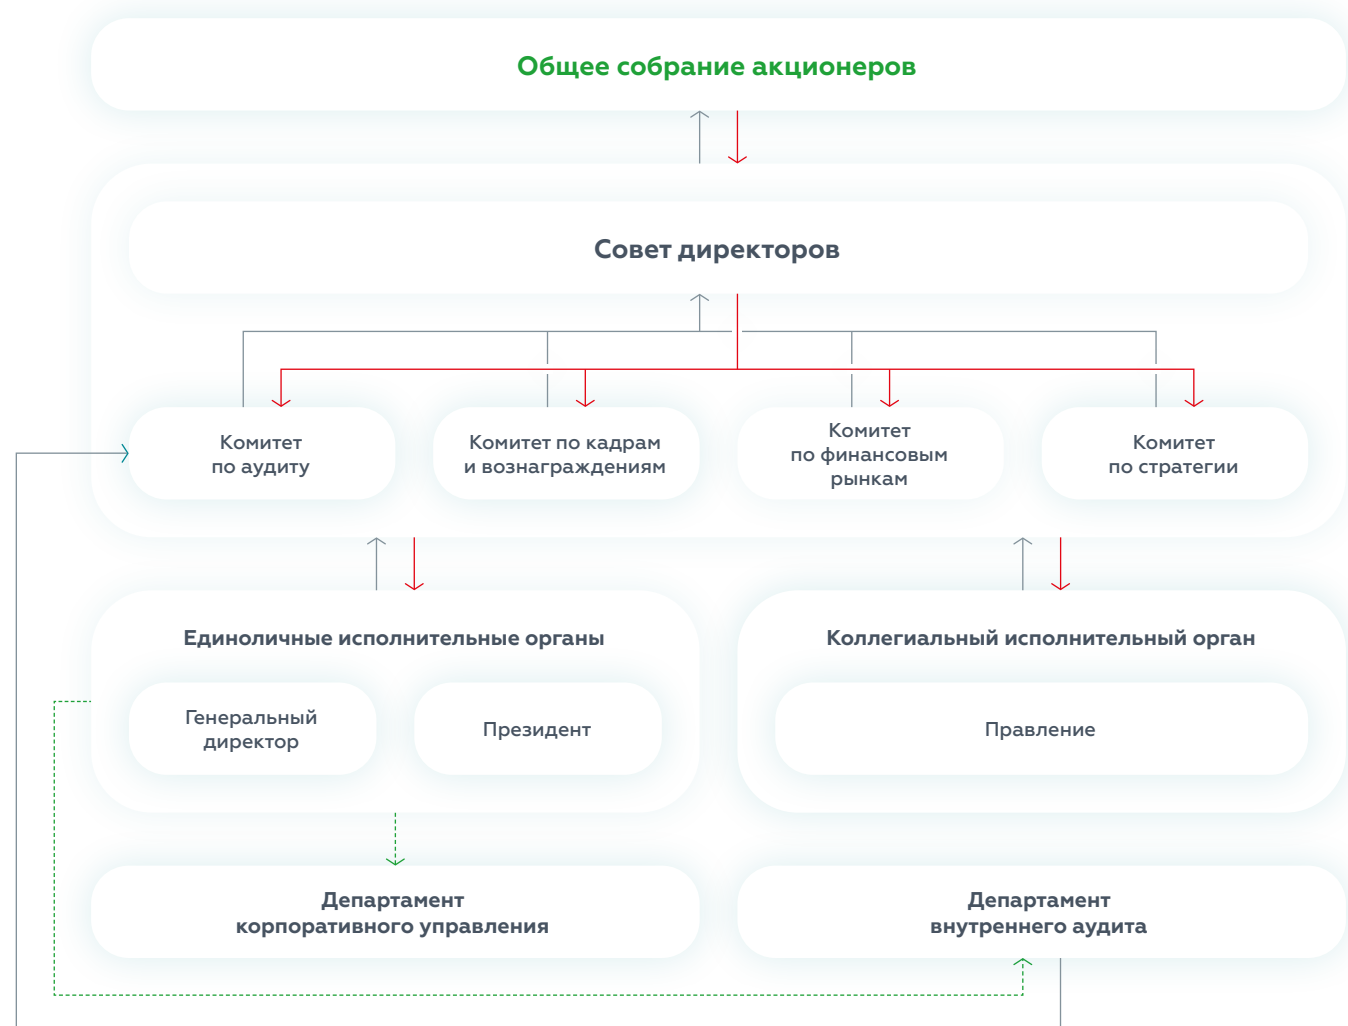 Общее собрание акционеров
Совет директоров
Комитет
по аудиту
Комитет по кадрам
и вознаграждениям
Комитет
по финансовым
рынкам
Комитет
по стратегии
Единоличные исполнительные органы
Генеральный
директор
Президент
Коллегиальный исполнительный орган
Правление
Департамент
корпоративного управления
Департамент
внутреннего аудита